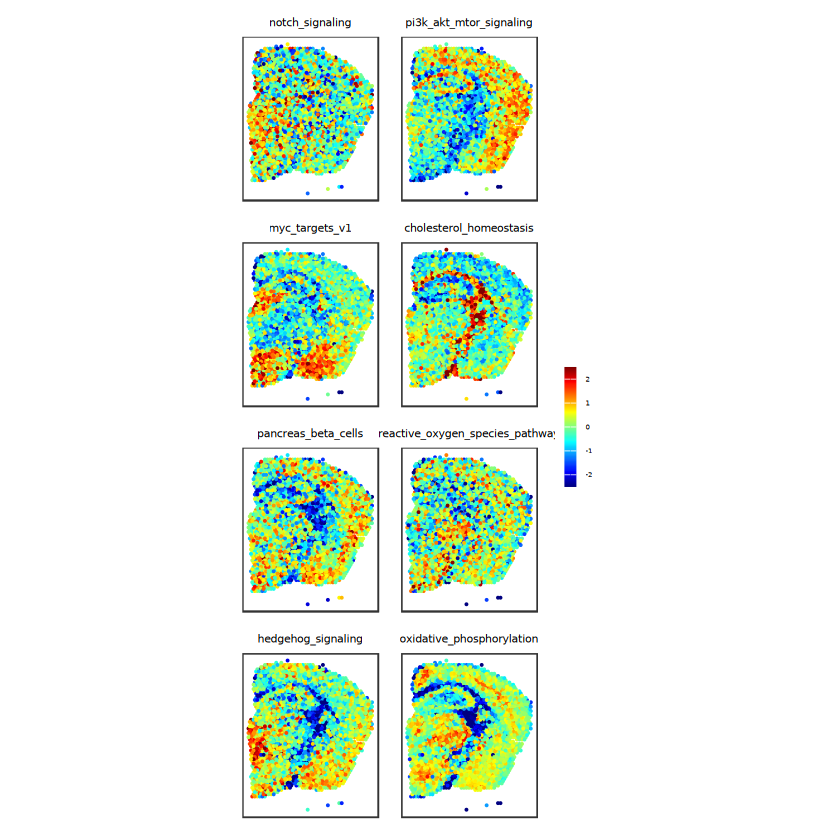 notch_signaling
pi3k_akt_mtor_signaling
myc_targets_v1
cholesterol_homeostasis
2
1
0
-1
-2
pancreas_beta_cells
reactive_oxygen_species_pathway
hedgehog_signaling
oxidative_phosphorylation